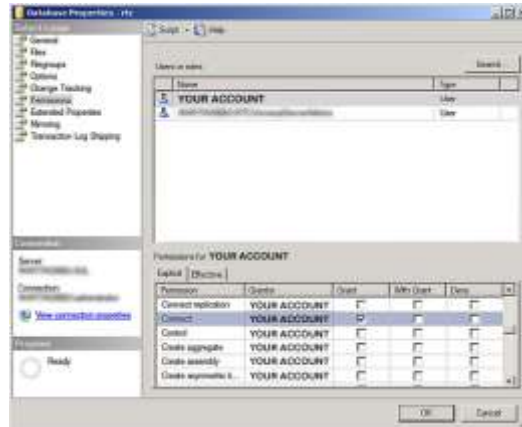 Database Properties - rtc
Select a page
General
Files
Filegroups
Options
Change Tracking
Permissions
Extended Properties
Mirroring
Transaction Log Shipping
Script
Help
Users or roles:
Search...
Name
Type
YOUR ACCOUNT
User
User
Connection
Server:
Connection:
View connection properties
Progress
Ready
Permissions for YOUR ACCOUNT
Explicit
Effective
Permission
Grantor
Grant
With Grant
Deny
Connect replication
YOUR ACCOUNT
Connect
YOUR ACCOUNT
Control
YOUR ACCOUNT
Create aggregate
YOUR ACCOUNT
Create assembly
YOUR ACCOUNT
Create asymmetric k...
YOUR ACCOUNT
OK
Cancel